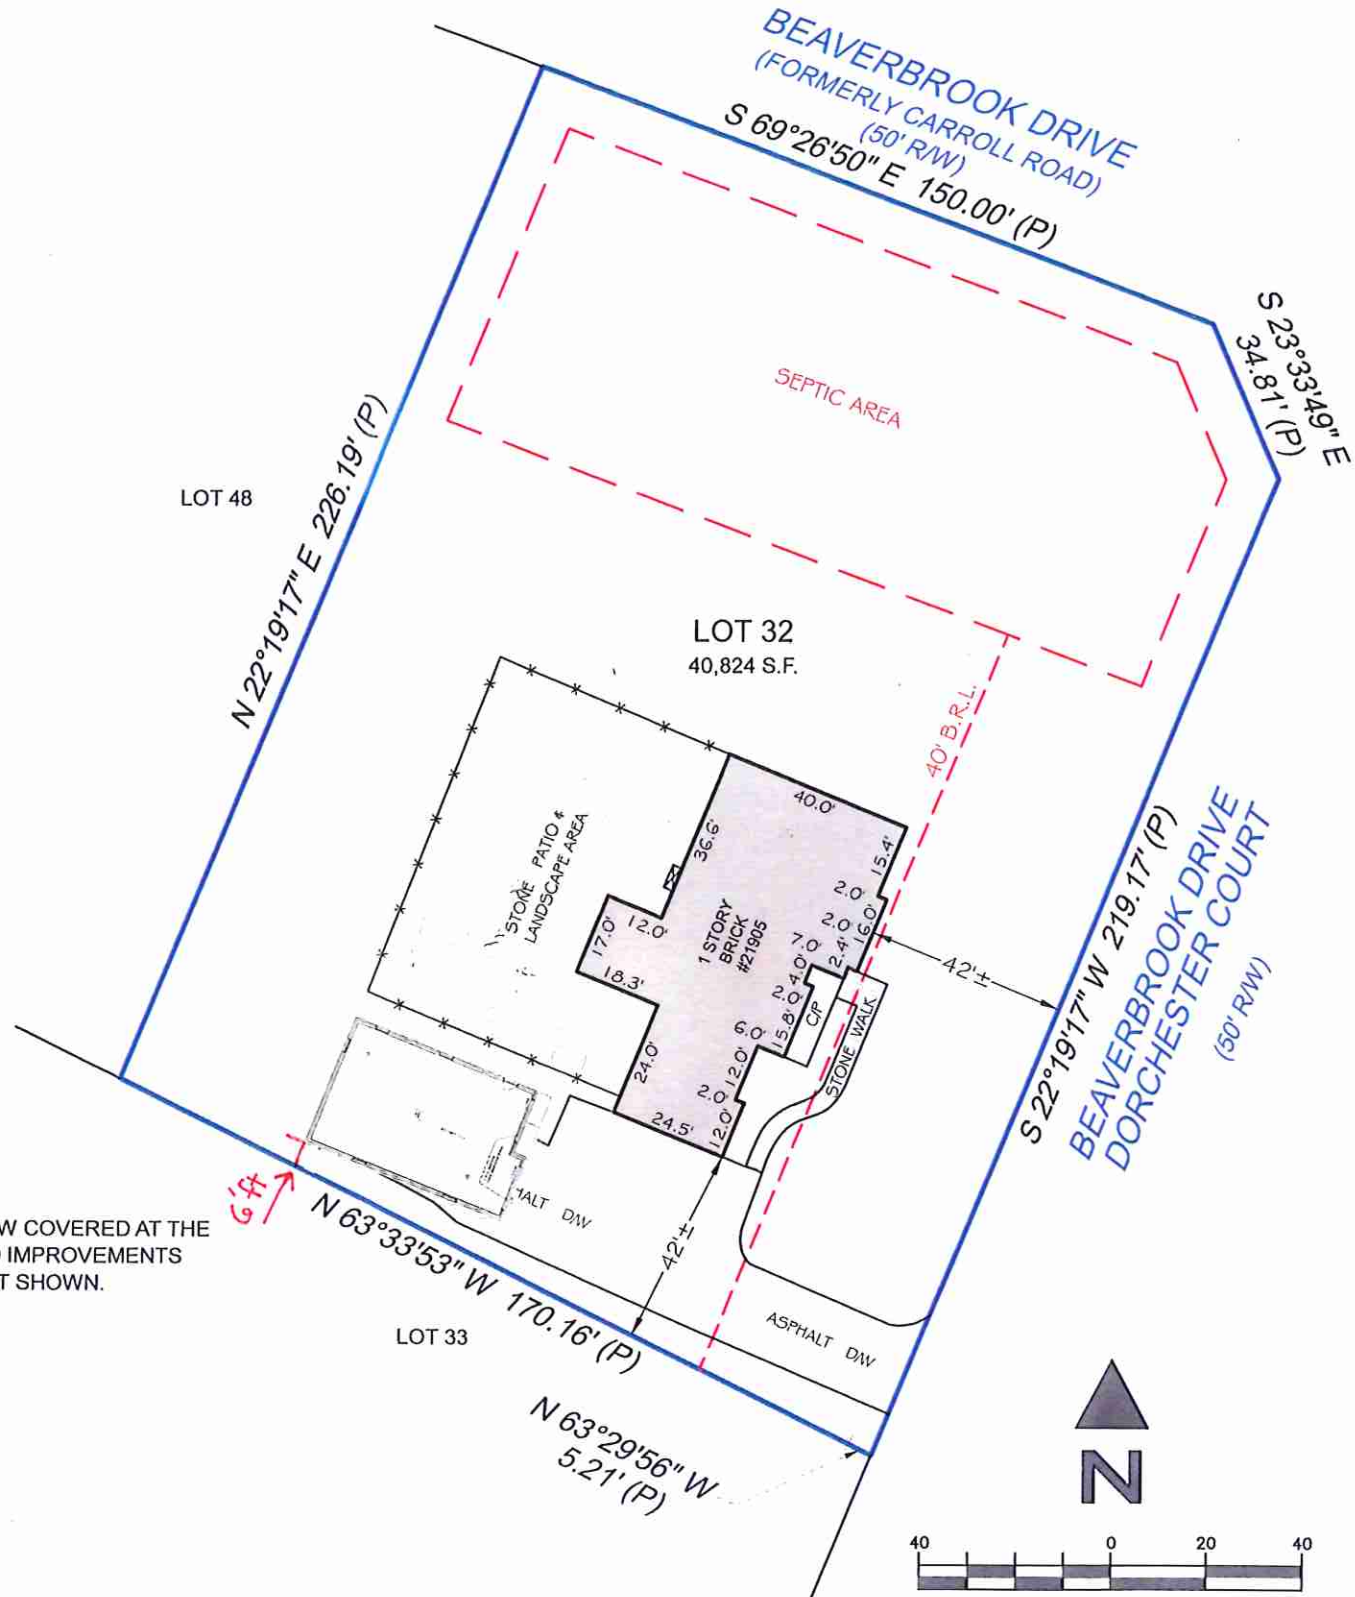 BEAVERBROOK DRIVE
(FORMERLY CARROLL ROAD)
(50' R/W)
S 69°26'50" E 150.00' (P)
S 23°33'49" E
34.81' (P)
SEPTIC AREA
LOT 48
N 22°19'17" E 226.19' (P)
LOT 32
40,824 S.F.
40' B.R.L.
40.0'
36.6'
15.4'
STONE PATIO &
LANDSCAPE AREA
2.0'
2.0'
16.0'
1 STORY
BRICK
#21905
12.0'
17.0'
7.0'
2.4'
4.0'
18.3'
2.0'
C/P
42'±
6.0'
15.8'
STONE WALK
24.0'
12.0'
2.0'
24.5'
12.0'
S 22°19'17" W 219.17' (P)
BEAVERBROOK DRIVE
DORCHESTER COURT
(50' R/W)
HALT D/W
42'±
W COVERED AT THE
IMPROVEMENTS
T SHOWN.
N 63°33'53" W 170.16' (P)
LOT 33
ASPHALT D/W
N 63°29'56" W
5.21' (P)
N
40 0 20 40